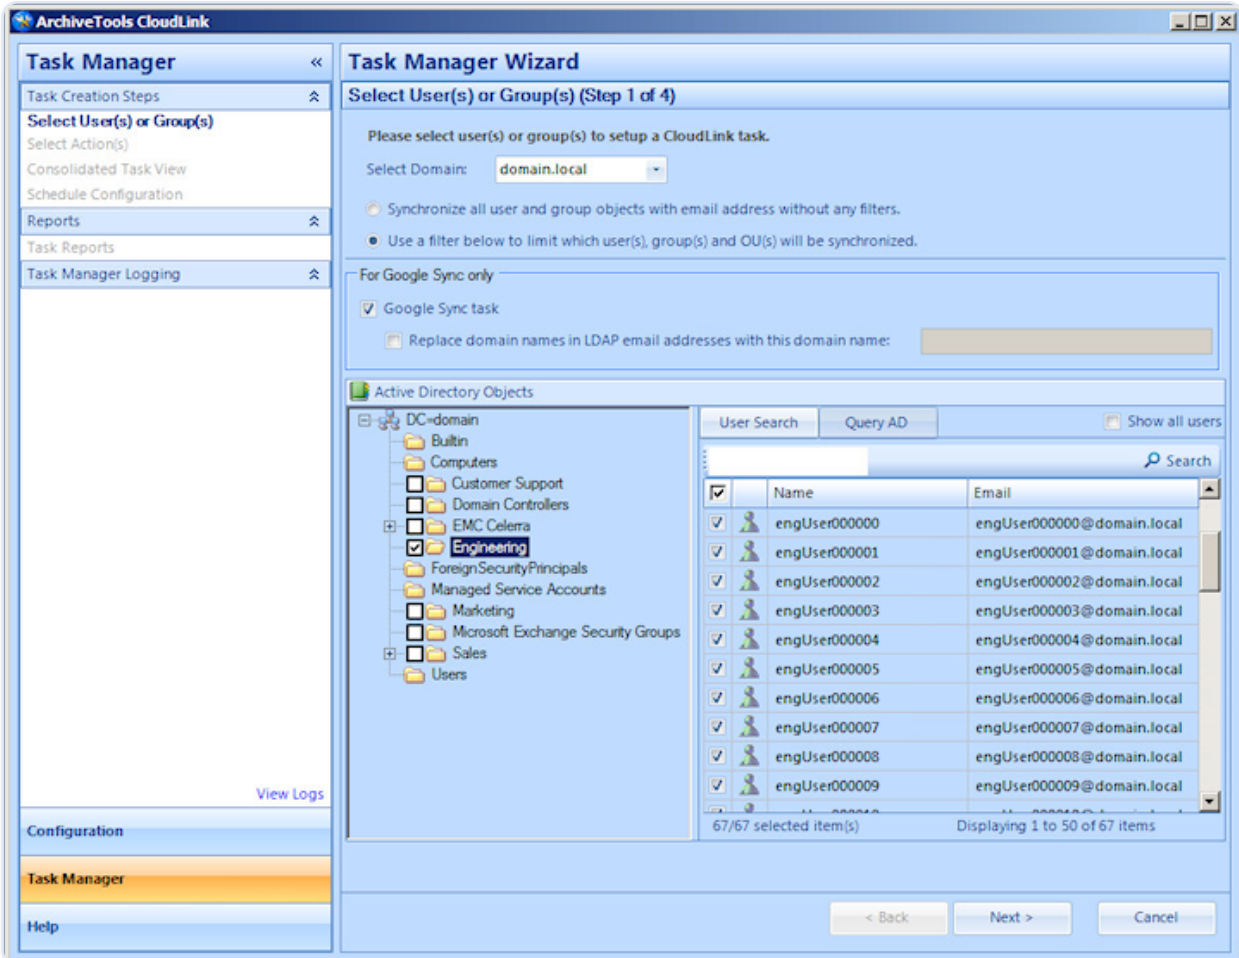 ArchiveTools CloudLink
Task Manager «
Task Creation Steps
Select User(s) or Group(s)
Select Action(s)
Consolidated Task View
Schedule Configuration
Reports
Task Reports
Task Manager Logging
View Logs
Configuration
Task Manager
Help
Task Manager Wizard
Select User(s) or Group(s) (Step 1 of 4)
Please select user(s) or group(s) to setup a CloudLink task.
Select Domain: domain.local
Synchronize all user and group objects with email address without any filters.
Use a filter below to limit which user(s), group(s) and OU(s) will be synchronized.
For Google Sync only
Google Sync task
Replace domain names in LDAP email addresses with this domain name:
Active Directory Objects
DC=domain
Builtin
Computers
Customer Support
Domain Controllers
EMC Celerra
Engineering
ForeignSecurityPrincipals
Managed Service Accounts
Marketing
Microsoft Exchange Security Groups
Sales
Users
User Search Query AD Show all users
Search
Name Email
engUser000000 engUser000000@domain.local
engUser000001 engUser000001@domain.local
engUser000002 engUser000002@domain.local
engUser000003 engUser000003@domain.local
engUser000004 engUser000004@domain.local
engUser000005 engUser000005@domain.local
engUser000006 engUser000006@domain.local
engUser000007 engUser000007@domain.local
engUser000008 engUser000008@domain.local
engUser000009 engUser000009@domain.local
67/67 selected item(s) Displaying 1 to 50 of 67 items
< Back Next > Cancel